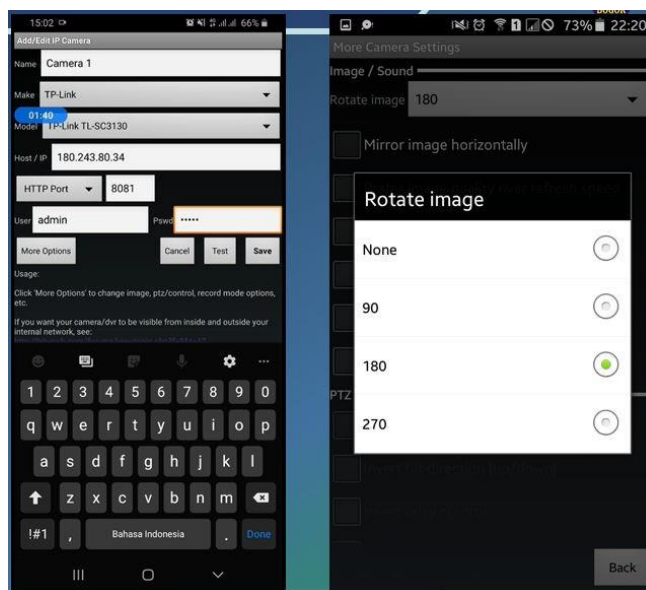 15:02
66%
Add/Edit IP Camera
Name Camera 1
Make TP-Link
01:40
Model TP-Link TL-SC3130
Host / IP 180.243.80.34
HTTP Port 8081
User admin Pswd •••••
More Options Cancel Test Save
Usage:
Click 'More Options' to change image, ptz/control, record mode options,
etc.
If you want your camera/dvr to be visible from inside and outside your
internal network, see:
1 2 3 4 5 6 7 8 9 0
q w e r t y u i o p
a s d f g h j k l
z x c v b n m
!#1 , Bahasa Indonesia . Done
BOGOR
73% 22:20
More Camera Settings
Image / Sound
Rotate image 180
Mirror image horizontally
Rotate image
None
90
180
270
PTZ
Back